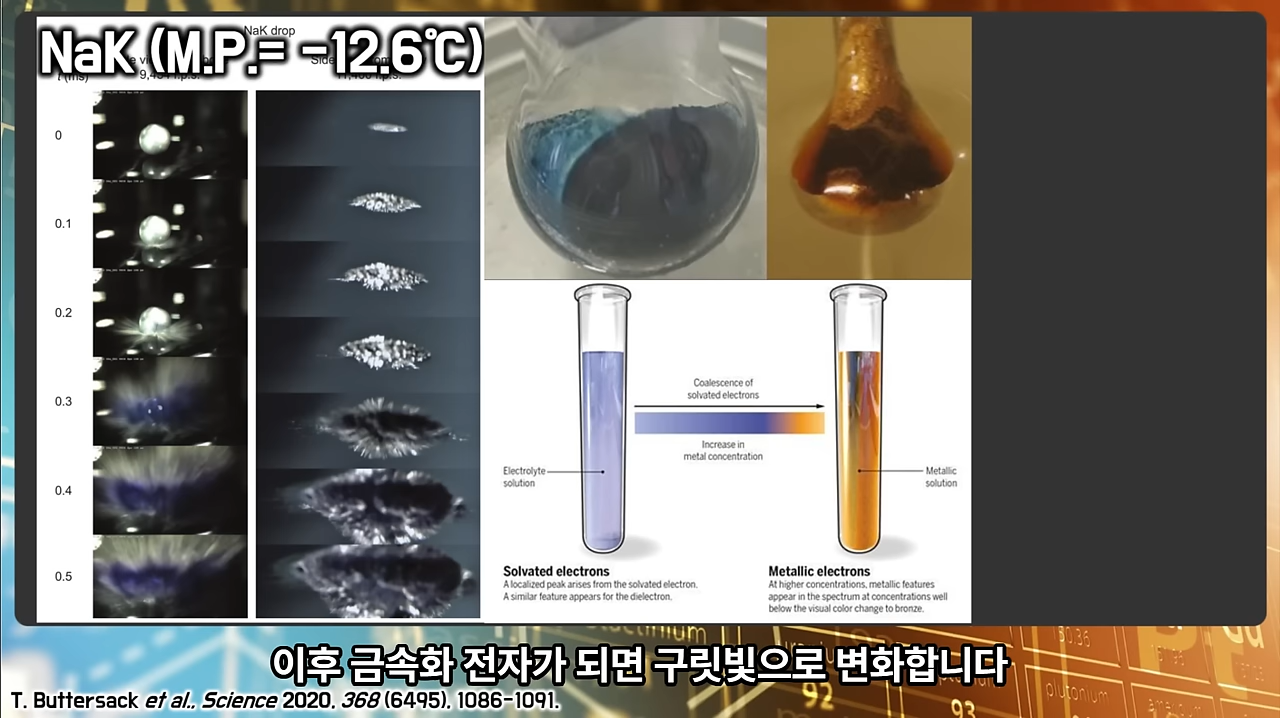 NaK drop
NaK (M.P.= -12.6℃)
t (ms)
0
0.1
0.2
0.3
0.4
0.5
Coalescence of
solvated electrons
Increase in
metal concentration
Electrolyte
solution
Metallic
solution
Solvated electrons
A localized peak arises from the solvated electron.
A similar feature appears for the dielectron.
Metallic electrons
At higher concentrations, metallic features
appear in the spectrum at concentrations well
below the visual color change to bronze.
이후 금속화 전자가 되면 구릿빛으로 변화합니다
T. Buttersack et al., Science 2020, 368 (6495), 1086-1091.
92
93
plutonium